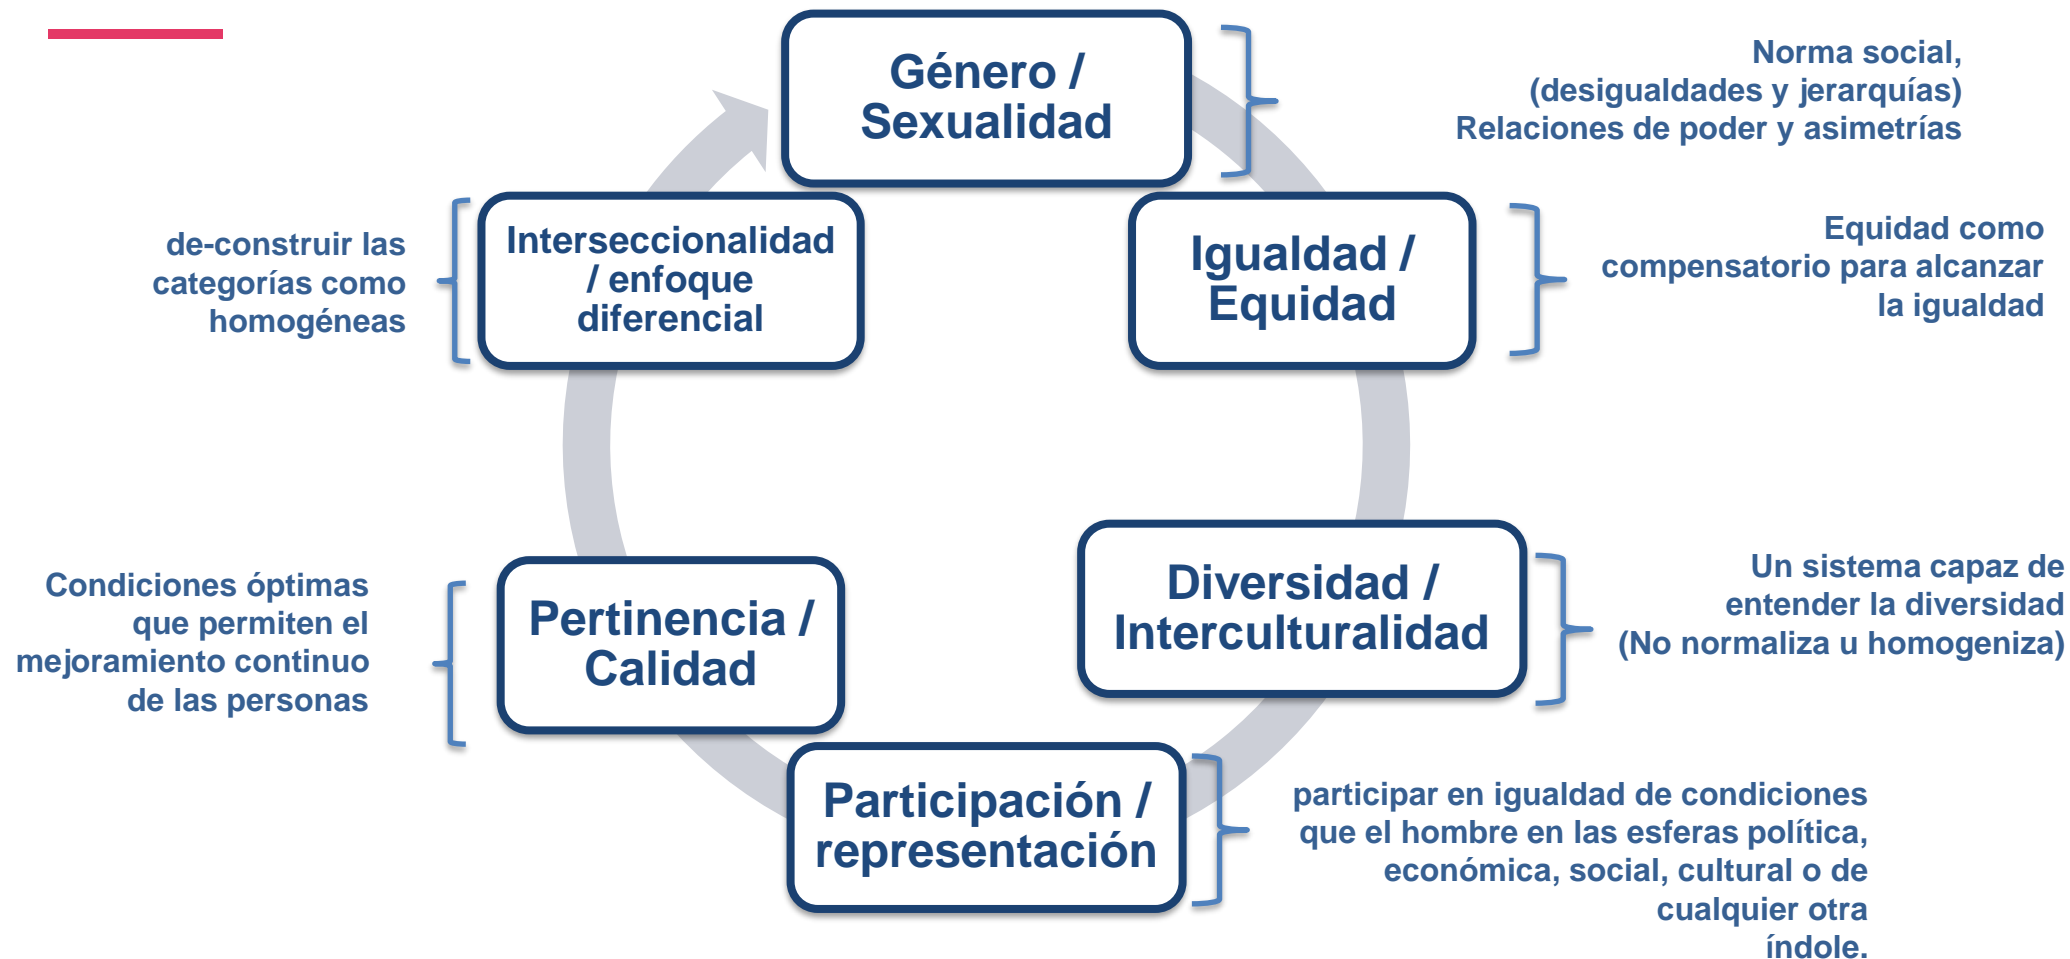 Género /
Sexualidad
Norma social,
(desigualdades y jerarquías)
Relaciones de poder y asimetrías
Igualdad /
Equidad
Equidad como
compensatorio para alcanzar
la igualdad
Diversidad /
Interculturalidad
Un sistema capaz de
entender la diversidad
(No normaliza u homogeniza)
Participación /
representación
participar en igualdad de condiciones
que el hombre en las esferas política,
económica, social, cultural o de
cualquier otra
índole.
Pertinencia /
Calidad
Condiciones óptimas
que permiten el
mejoramiento continuo
de las personas
Interseccionalidad
/ enfoque
diferencial
de-construir las
categorías como
homogéneas